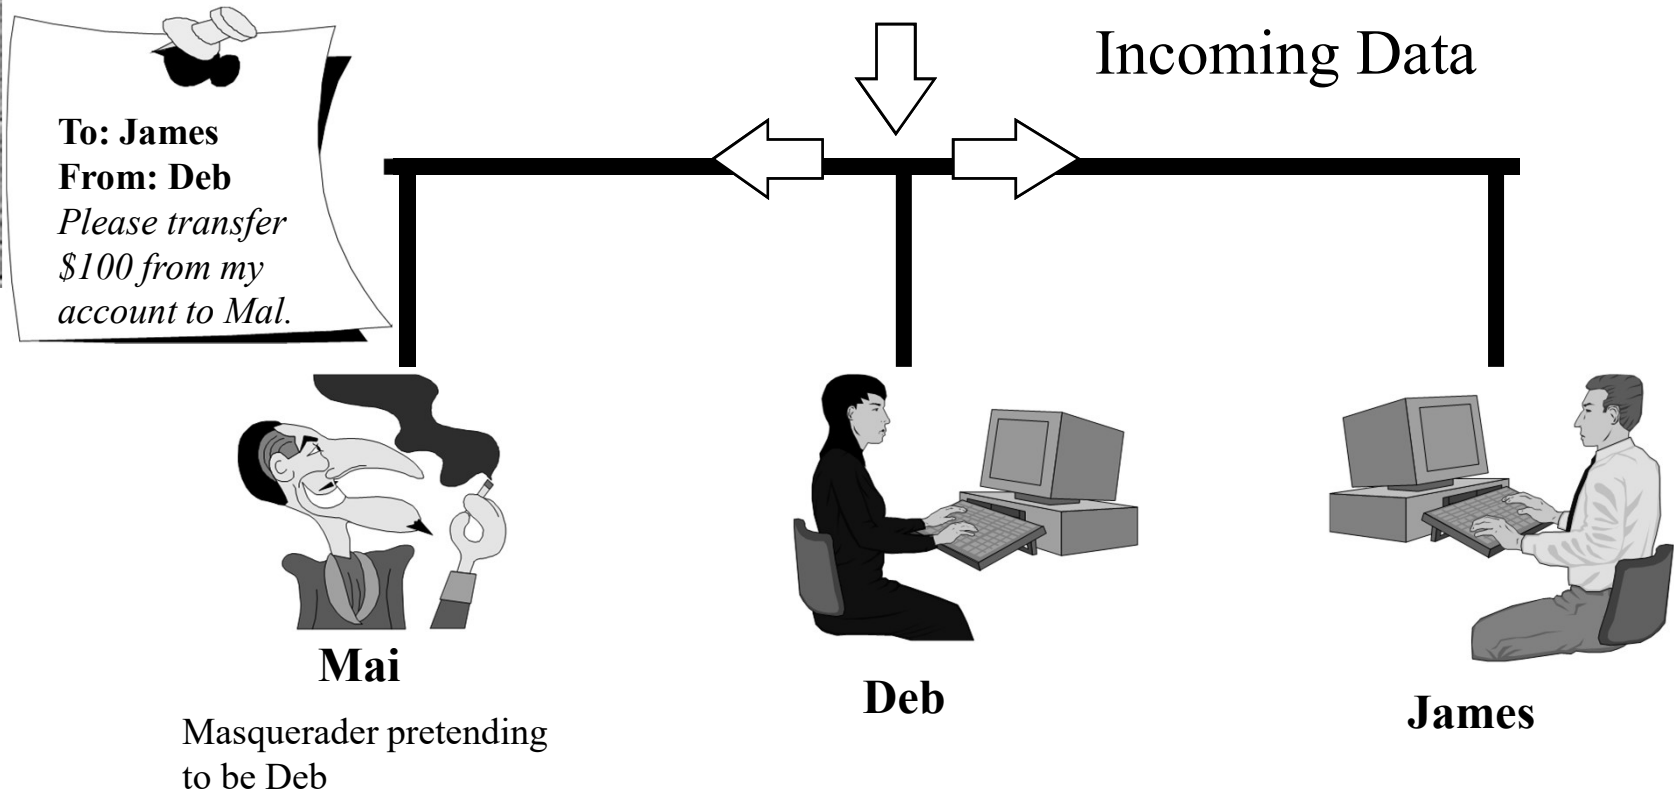 Incoming Data
To: James
From: Deb
Please transfer
$100 from my
account to Mal.
Mai
Masquerader pretending
to be Deb
Deb
James